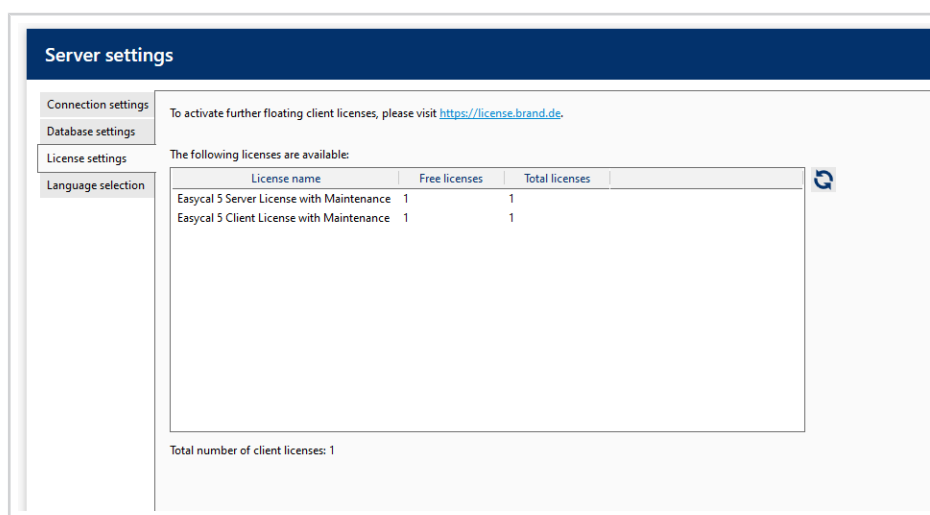 Server settings
Connection settings
Database settings
License settings
Language selection
To activate further floating client licenses, please visit https://license.brand.de.
The following licenses are available:
License name Free licenses Total licenses
Easycal 5 Server License with Maintenance 1 1
Easycal 5 Client License with Maintenance 1 1
Total number of client licenses: 1